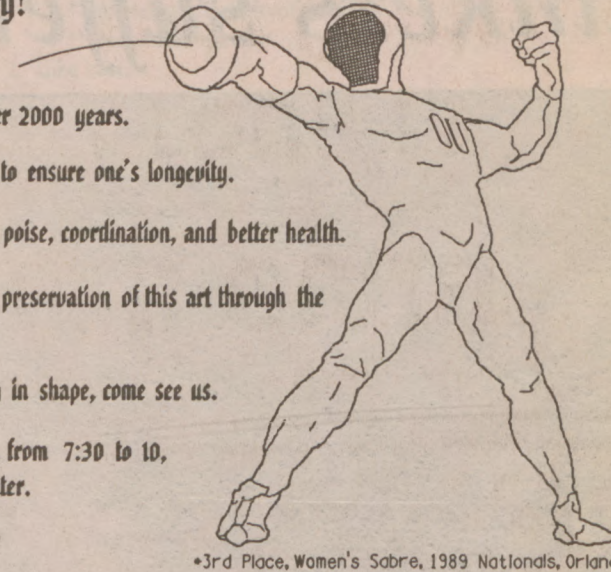 y!
r 2000 years.
to ensure one's longevity.
poise, coordination, and better health.
preservation of this art through the
in shape, come see us.
from 7:30 to 10,
ter.
*3rd Place, Women's Sabre, 1989 Nationals, Orlan